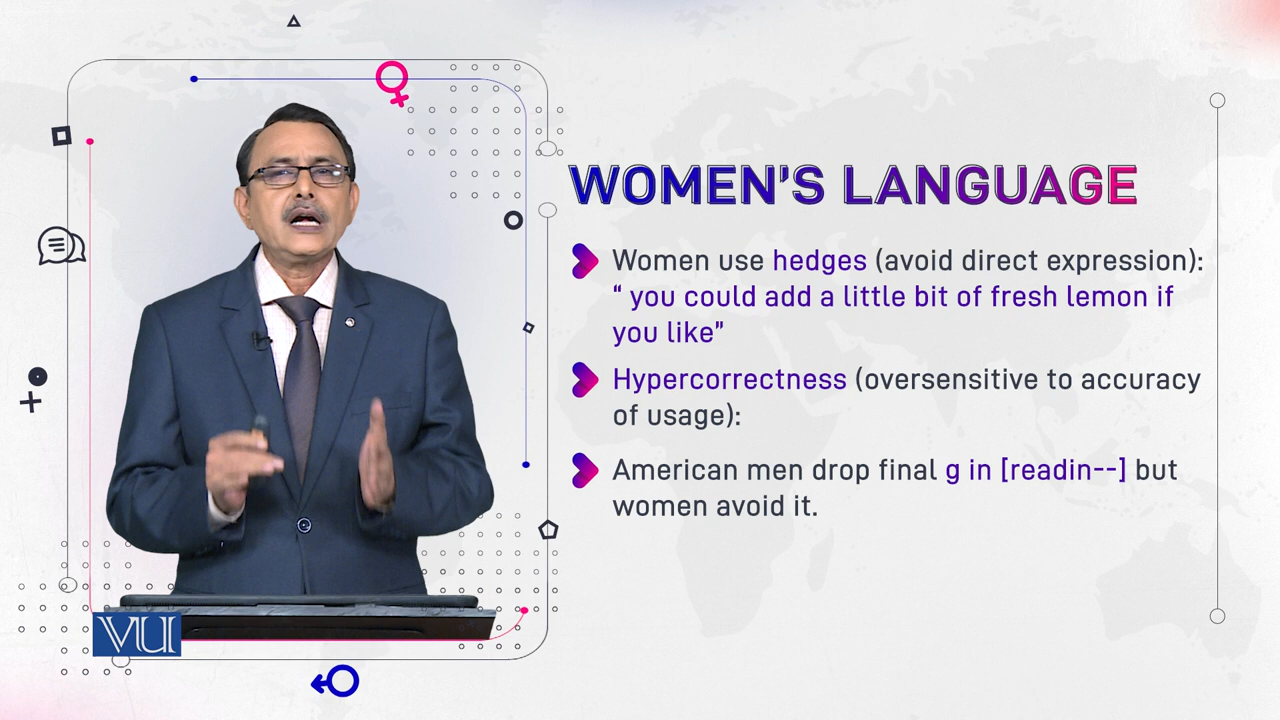 WOMEN'S LANGUAGE
Women use hedges (avoid direct expression):
“ you could add a little bit of fresh lemon if
you like”
Hypercorrectness (oversensitive to accuracy
of usage):
American men drop final g in [readin--] but
women avoid it.
VU